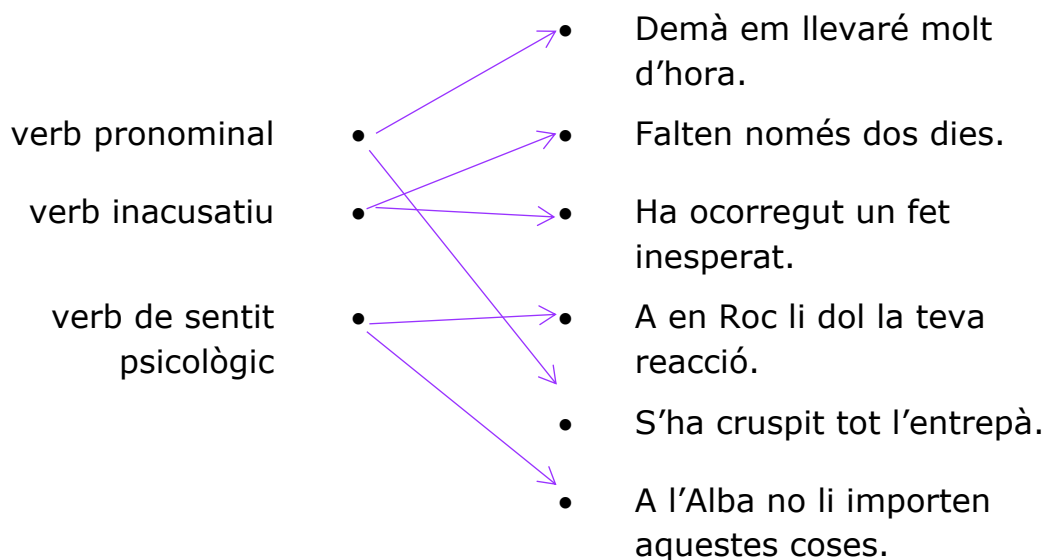 verb pronominal
verb inacusatiu
verb de sentit
psicològic
Demà em llevaré molt
d’hora.
Falten només dos dies.
Ha ocorregut un fet
inesperat.
A en Roc li dol la teva
reacció.
S’ha cruspit tot l’entrepà.
A l’Alba no li importen
aquestes coses.